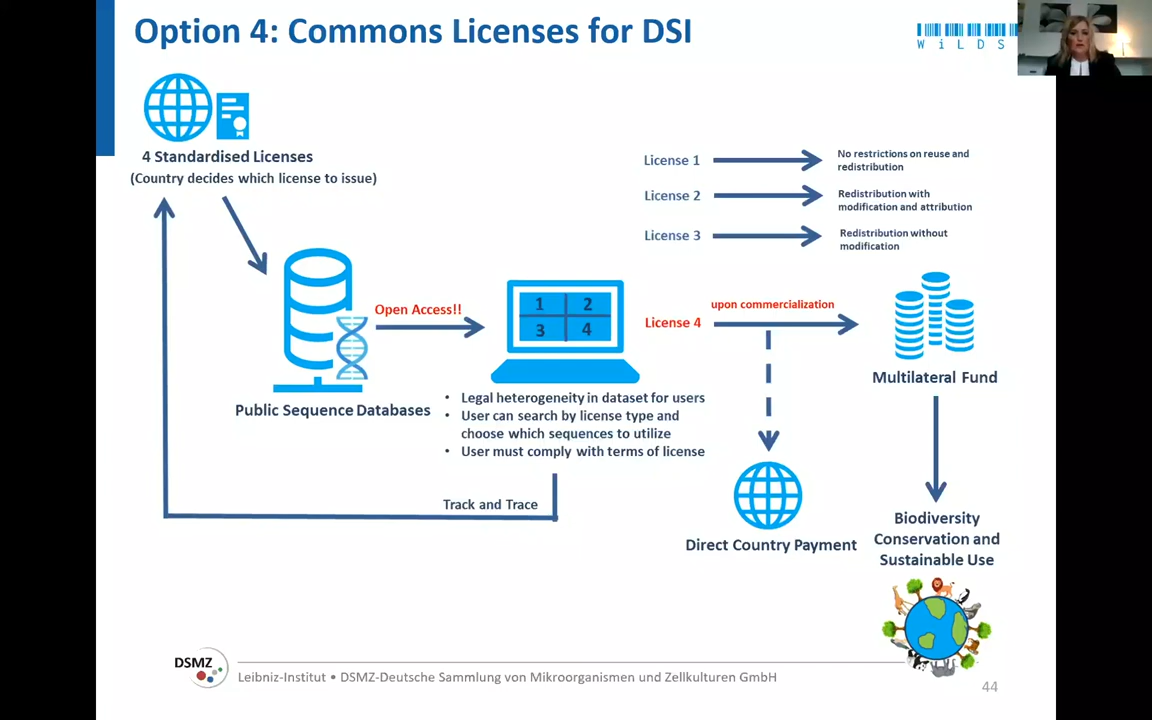 Option 4: Commons Licenses for DSI
WiLDS
4 Standardised Licenses
(Country decides which license to issue)
License 1
No restrictions on reuse and
redistribution
License 2
Redistribution with
modification and attribution
License 3
Redistribution without
modification
Open Access!!
1 2
3 4
License 4
upon commercialization
Multilateral Fund
Public Sequence Databases
• Legal heterogeneity in dataset for users
• User can search by license type and
choose which sequences to utilize
• User must comply with terms of license
Track and Trace
Direct Country Payment
Biodiversity
Conservation and
Sustainable Use
DSMZ
Leibniz-Institut • DSMZ-Deutsche Sammlung von Mikroorganismen und Zellkulturen GmbH
44